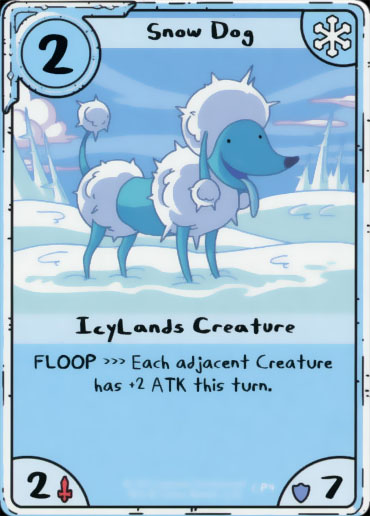 2
Snow Dog
IcyLands Creature
FLOOP >>> Each adjacent Creature
has +2 ATK this turn.
2
7